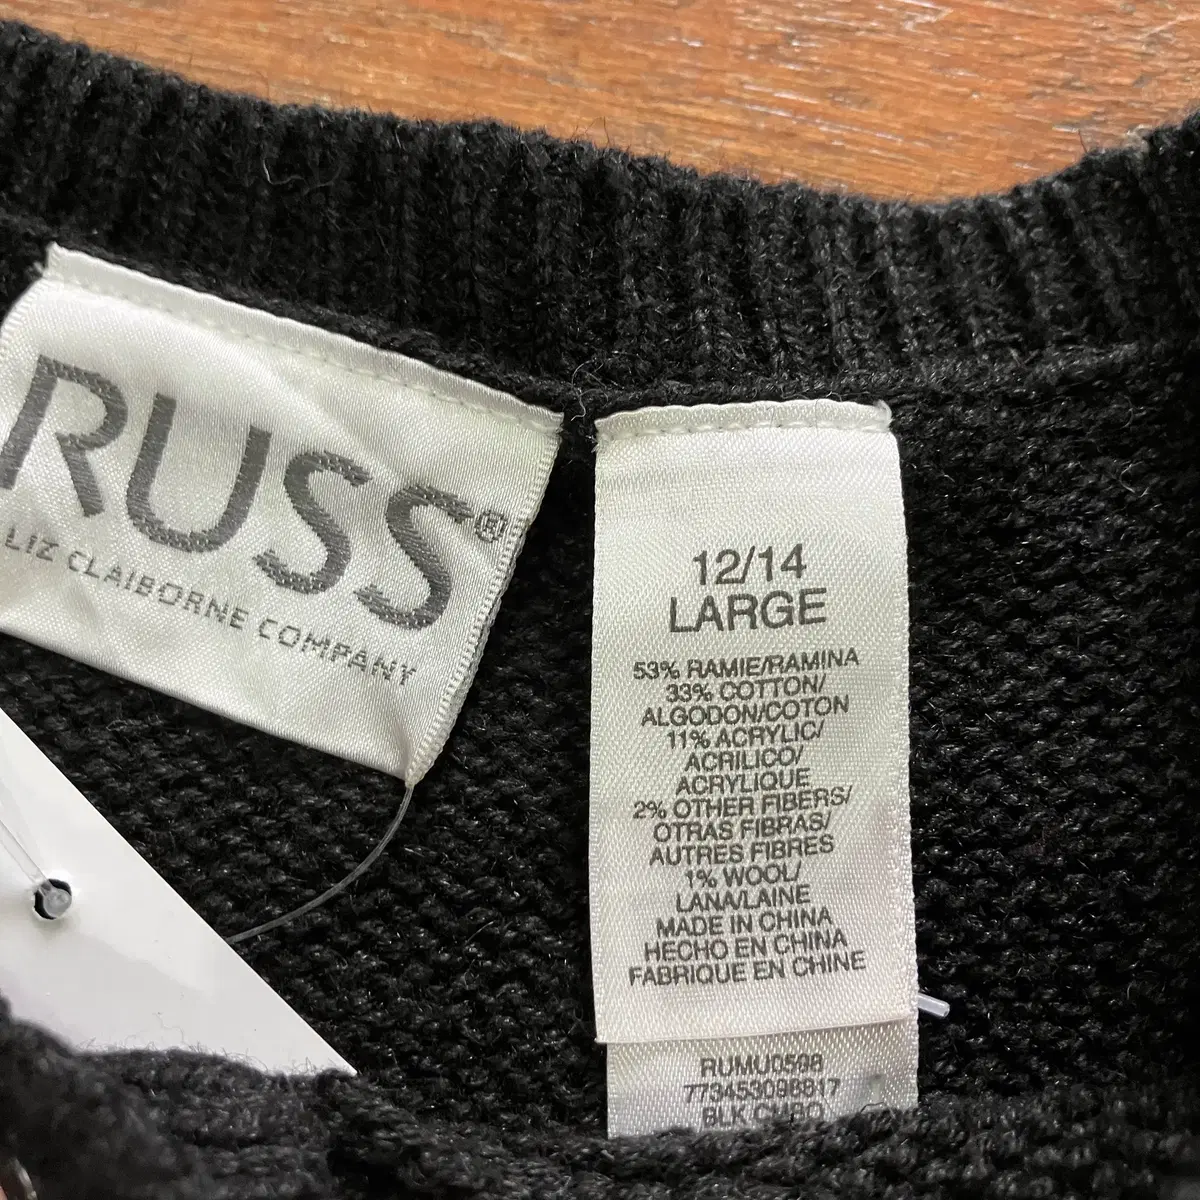 RUSS®
LIZ CLAIBORNE COMPANY
12/14
LARGE
53% RAMIE/RAMINA
33% COTTON/
ALGODON/COTON
11% ACRYLIC/
ACRILICO/
ACRYLIQUE
2% OTHER FIBERS/
OTRAS FIBRAS/
AUTRES FIBRES
1% WOOL/
LANA/LAINE
MADE IN CHINA
HECHO EN CHINA
FABRIQUE EN CHINE
RUMU0598
773453098817
BLK CMBO